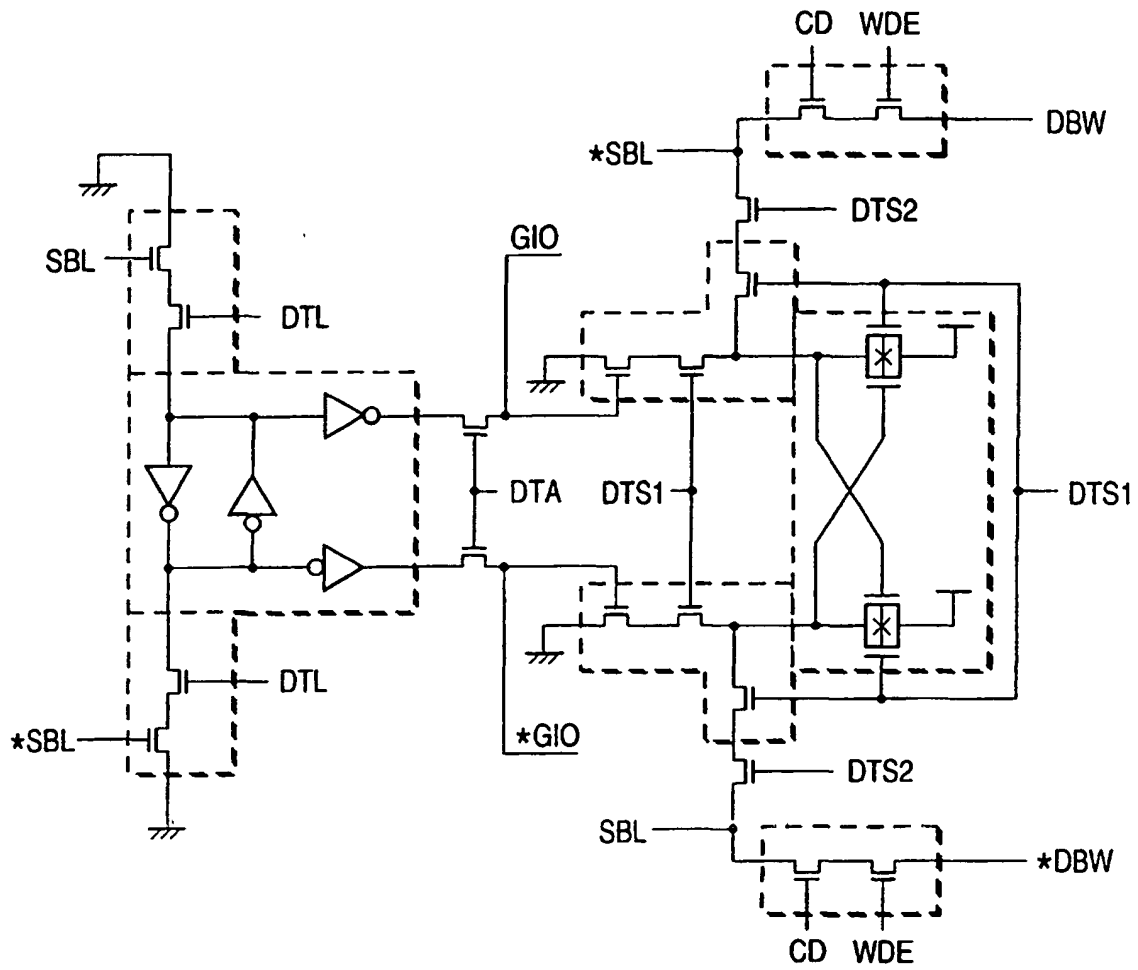 CD WDE
DBW
*SBL
DTS2
SBL
GIO
DTL
DTA
DTS1
DTS1
DTL
*SBL
*GIO
DTS2
SBL
*DBW
CD WDE